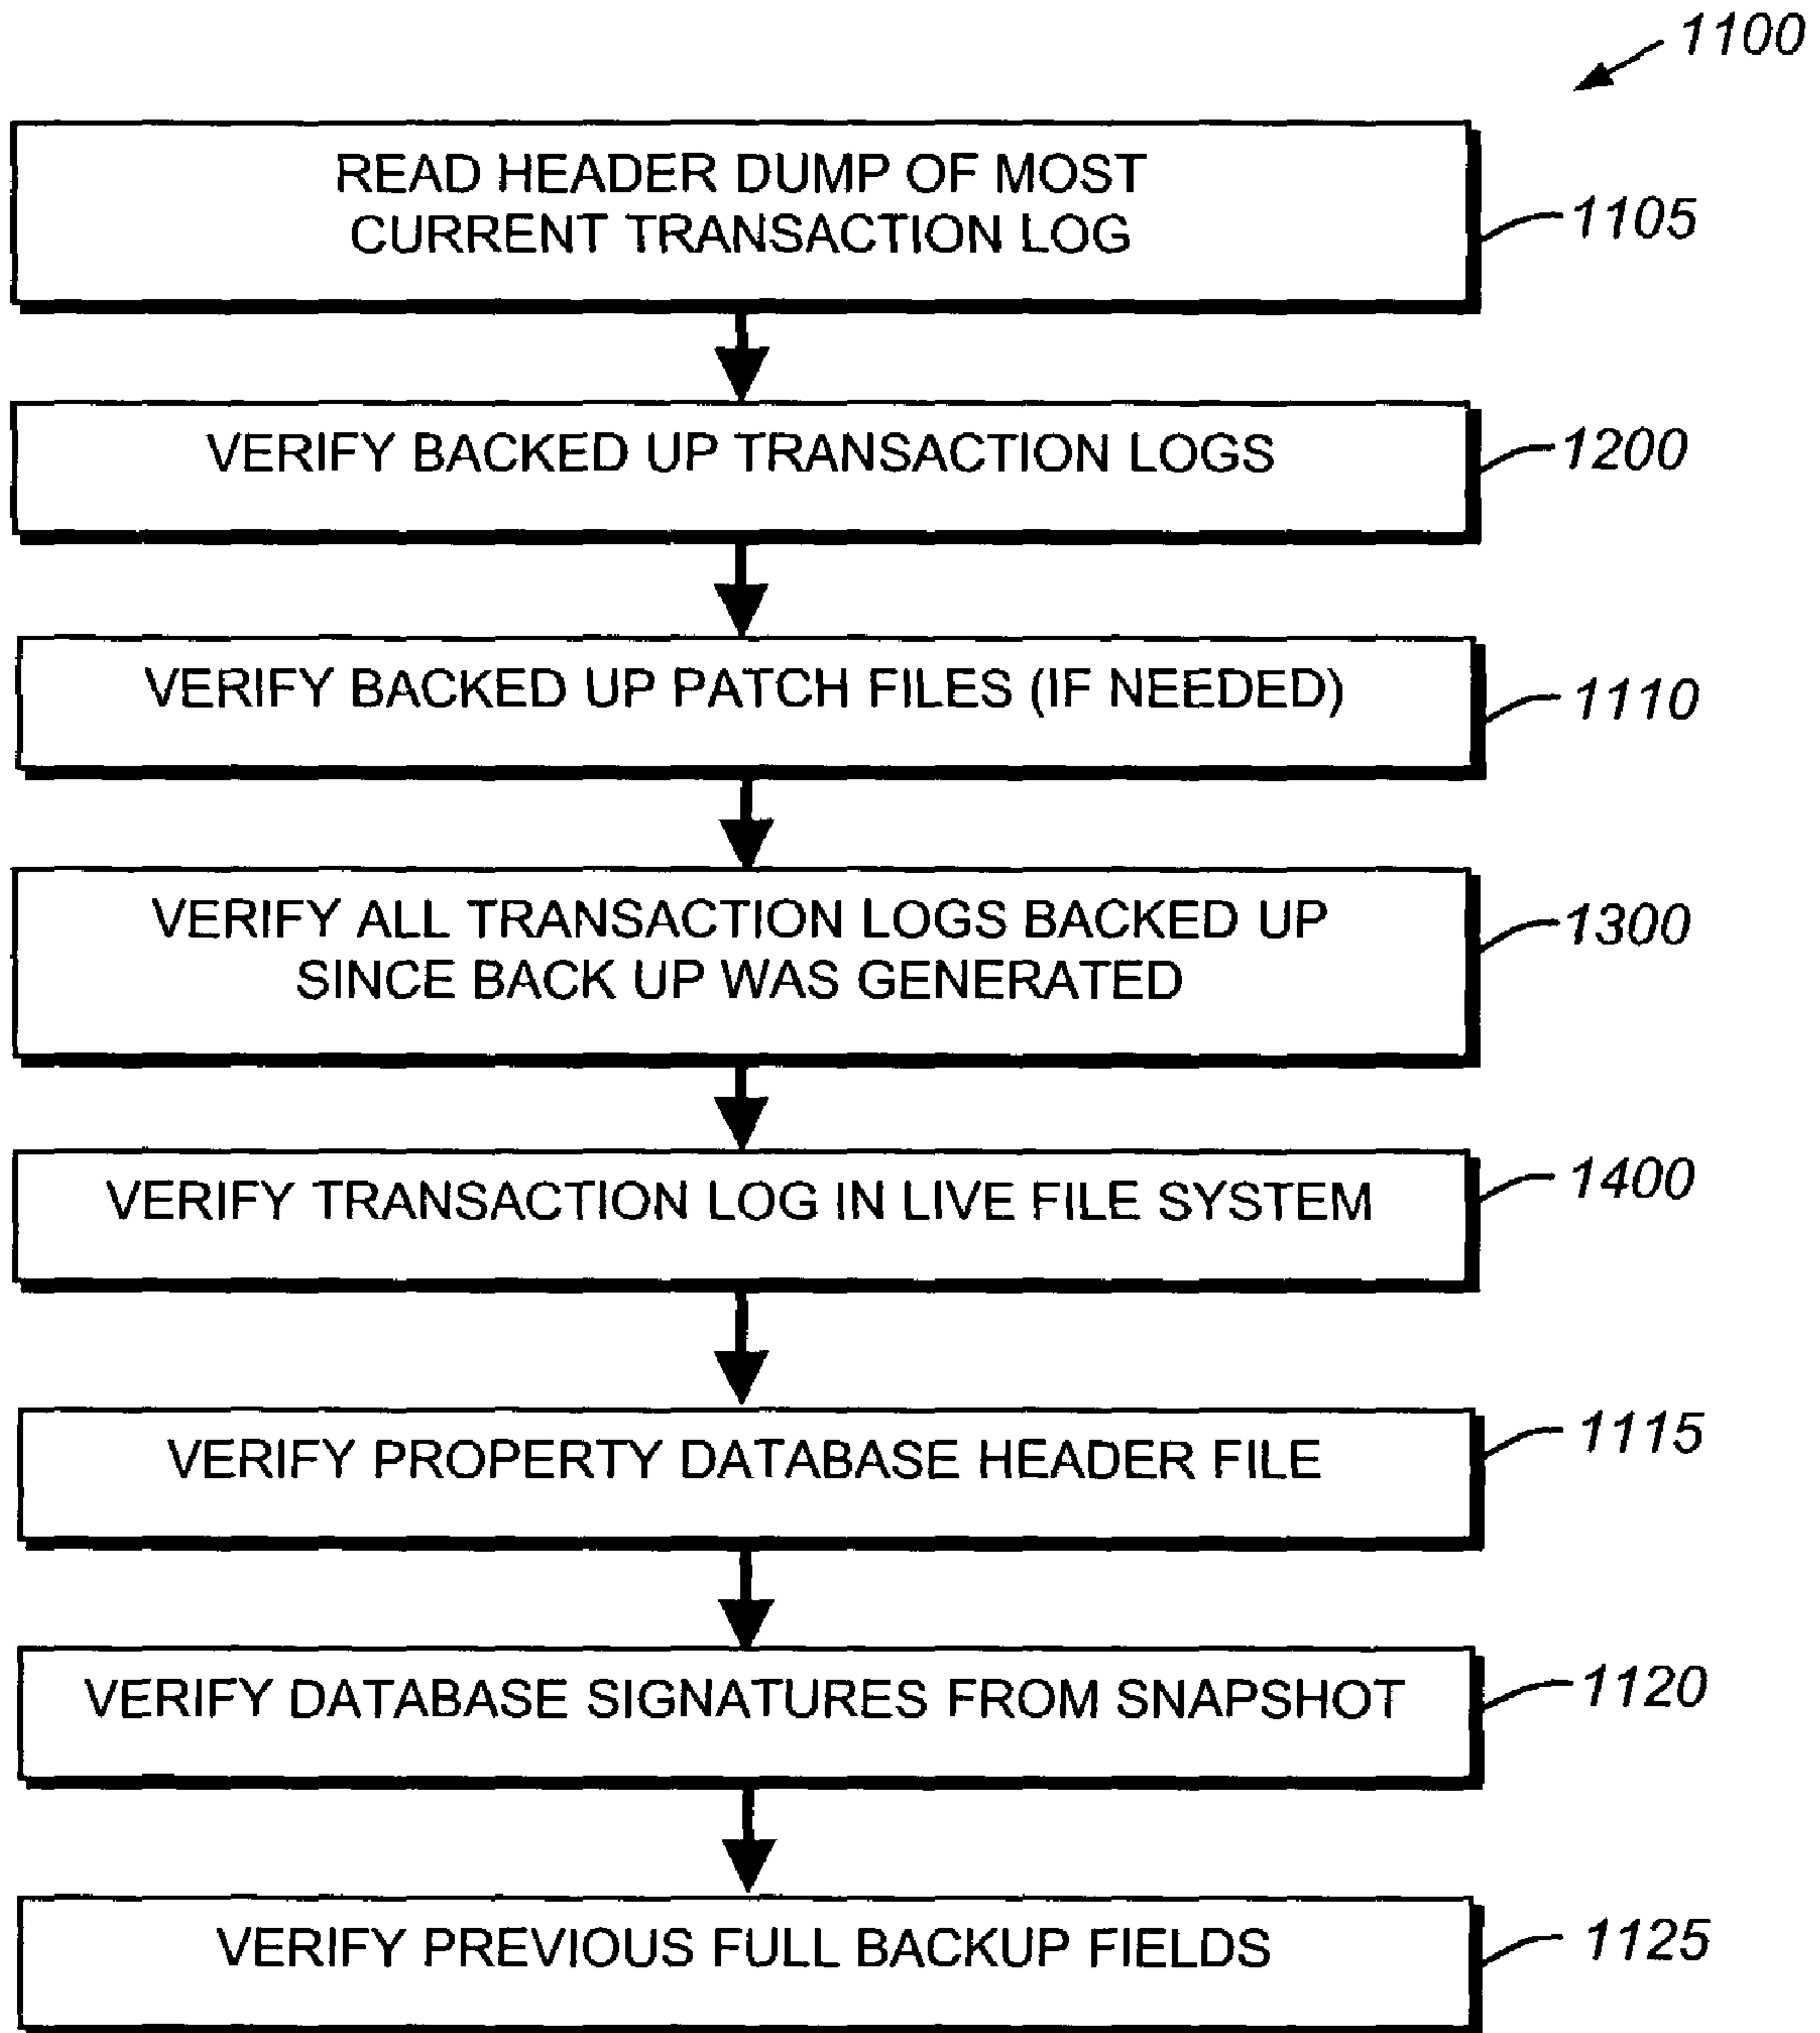 1100
READ HEADER DUMP OF MOST
CURRENT TRANSACTION LOG
1105
VERIFY BACKED UP TRANSACTION LOGS
1200
VERIFY BACKED UP PATCH FILES (IF NEEDED)
1110
VERIFY ALL TRANSACTION LOGS BACKED UP
SINCE BACK UP WAS GENERATED
1300
VERIFY TRANSACTION LOG IN LIVE FILE SYSTEM
1400
VERIFY PROPERTY DATABASE HEADER FILE
1115
VERIFY DATABASE SIGNATURES FROM SNAPSHOT
1120
VERIFY PREVIOUS FULL BACKUP FIELDS
1125